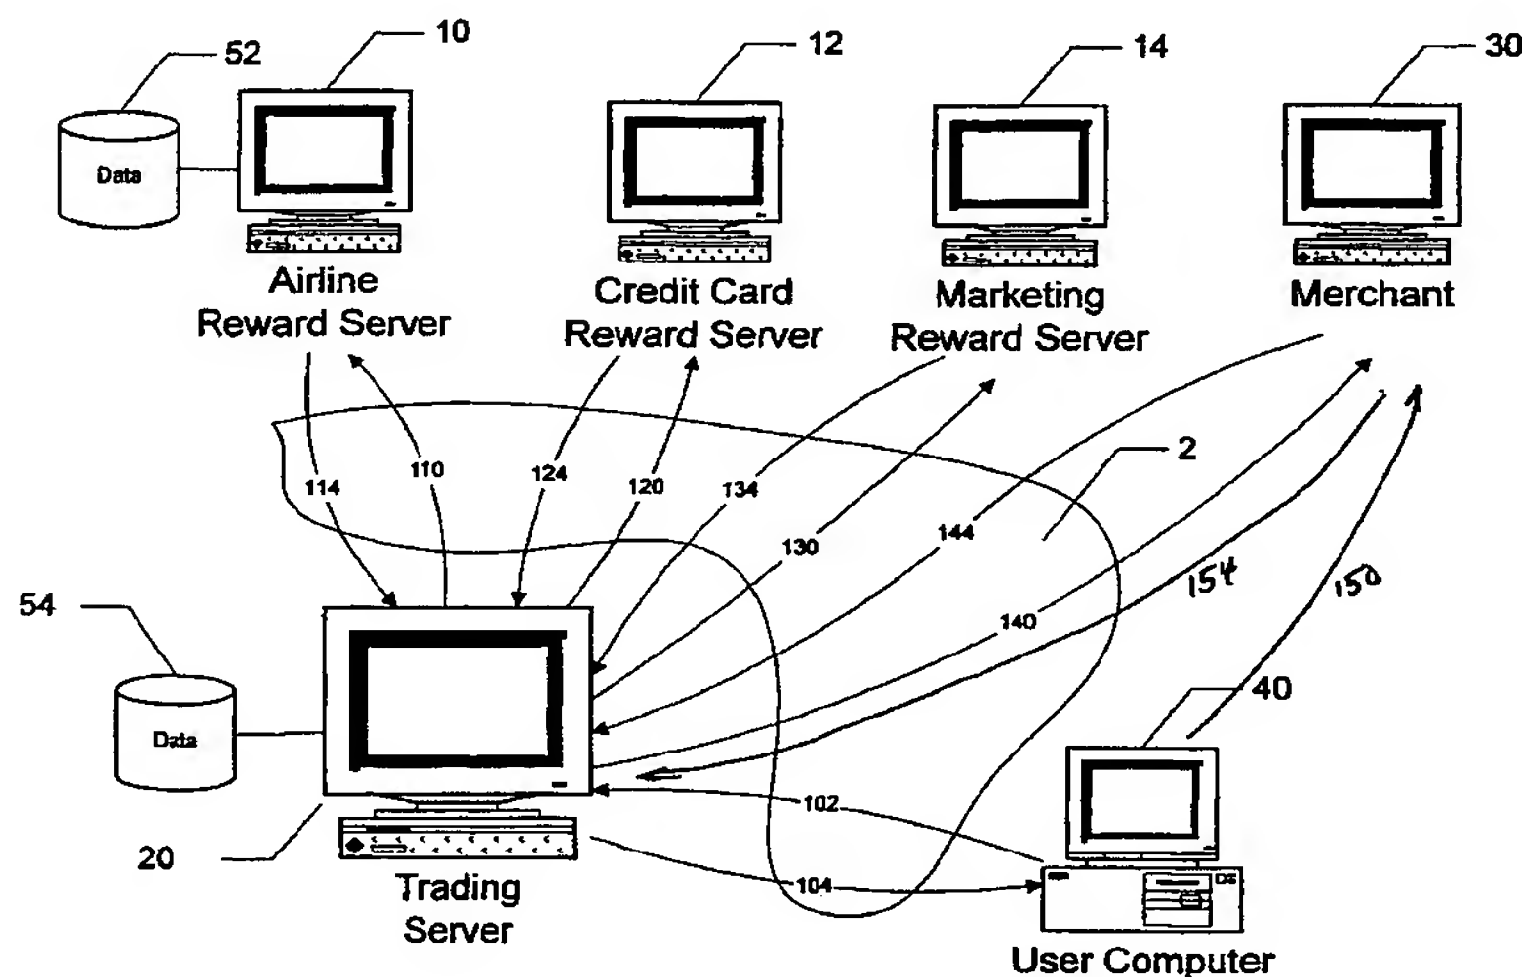 52
10
12
14
30
Data
Airline
Reward Server
Credit Card
Reward Server
Marketing
Reward Server
Merchant
2
114
110
124
120
134
130
144
154
150
140
54
Data
40
102
104
20
Trading
Server
User Computer